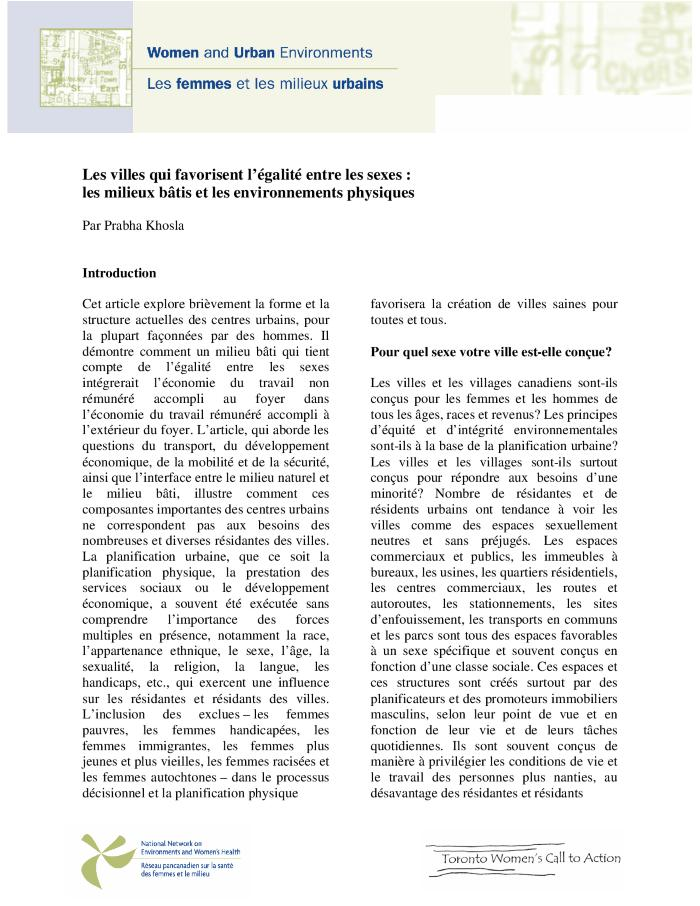 Women and Urban Environments
Les femmes et les milieux urbains
Les villes qui favorisent l'égalité entre les sexes :
les milieux bâtis et les environnements physiques
Par Prabha Khosla
Introduction
Cet article explore brièvement la forme et la
structure actuelles des centres urbains, pour
la plupart façonnées par des hommes. Il
démontre comment un milieu bâti qui tient
compte de l'égalité entre les sexes
intégrerait l'économie du travail non
rémunéré accompli au foyer dans
l'économie du travail rémunéré accompli à
l'extérieur du foyer. L'article, qui aborde les
questions du transport, du développement
économique, de la mobilité et de la sécurité,
ainsi que l'interface entre le milieu naturel et
le milieu bâti, illustre comment ces
composantes importantes des centres urbains
ne correspondent pas aux besoins des
nombreuses et diverses résidantes des villes.
La planification urbaine, que ce soit la
planification physique, la prestation des
services sociaux ou le développement
économique, a souvent été exécutée sans
comprendre l'importance des forces
multiples en présence, notamment la race,
l'appartenance ethnique, le sexe, l'âge, la
sexualité, la religion, la langue, les
handicaps, etc., qui exercent une influence
sur les résidantes et résidants des villes.
L'inclusion des exclues – les femmes
pauvres, les femmes handicapées, les
femmes immigrantes, les femmes plus
jeunes et plus vieilles, les femmes racisées et
les femmes autochtones – dans le processus
décisionnel et la planification physique
favorisera la création de villes saines pour
toutes et tous.
Pour quel sexe votre ville est-elle conçue?
Les villes et les villages canadiens sont-ils
conçus pour les femmes et les hommes de
tous les âges, races et revenus? Les principes
d'équité et d'intégrité environnementales
sont-ils à la base de la planification urbaine?
Les villes et les villages sont-ils surtout
conçus pour répondre aux besoins d'une
minorité? Nombre de résidantes et de
résidents urbains ont tendance à voir les
villes comme des espaces sexuellement
neutres et sans préjugés. Les espaces
commerciaux et publics, les immeubles à
bureaux, les usines, les quartiers résidentiels,
les centres commerciaux, les routes et
autoroutes, les stationnements, les sites
d'enfouissement, les transports en communs
et les parcs sont tous des espaces favorables
à un sexe spécifique et souvent conçus en
fonction d'une classe sociale. Ces espaces et
ces structures sont créés surtout par des
planificateurs et des promoteurs immobiliers
masculins, selon leur point de vue et en
fonction de leur vie et de leurs tâches
quotidiennes. Ils sont souvent conçus de
manière à privilégier les conditions de vie et
le travail des personnes plus nanties, au
désavantage des résidantes et résidants
National Network on
Environments and Women's Health
Réseau pancanadien sur la santé
des femmes et le milieu
Toronto Women's Call to Action